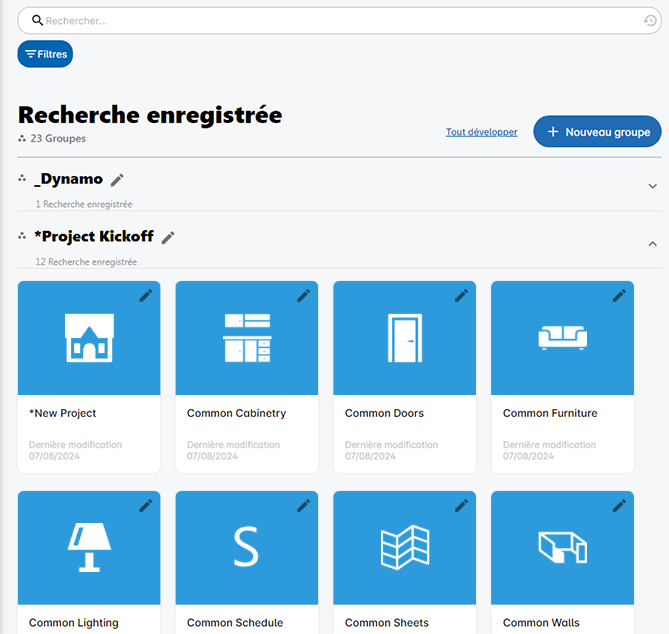 Rechercher...
Filtres
Recherche enregistrée
23 Groupes
Tout développer
+ Nouveau groupe
_Dynamo
1 Recherche enregistrée
*Project Kickoff
12 Recherche enregistrée
*New Project
Common Cabinetry
Common Doors
Common Furniture
Dernière modification
07/08/2024
Dernière modification
07/08/2024
Dernière modification
07/08/2024
Dernière modification
07/08/2024
S
Common Lighting
Common Schedule
Common Sheets
Common Walls